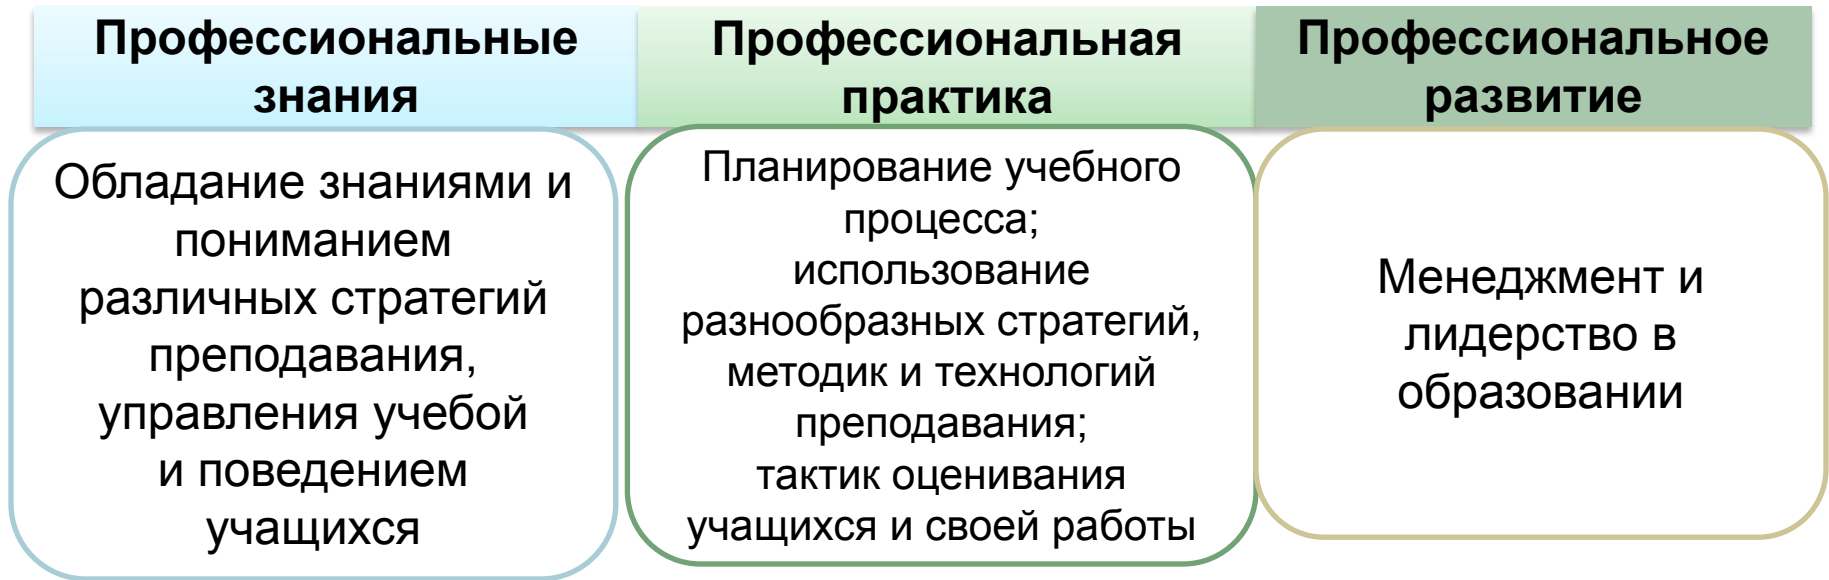 Профессиональные
знания
Обладание знаниями и
пониманием
различных стратегий
преподавания,
управления учебой
и поведением
учащихся
Профессиональная
практика
Планирование учебного
процесса;
использование
разнообразных стратегий,
методик и технологий
преподавания;
тактик оценивания
учащихся и своей работы
Профессиональное
развитие
Менеджмент и
лидерство в
образовании